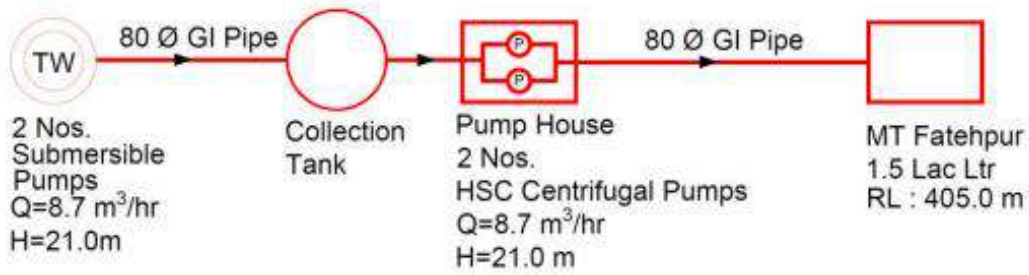 TW
80 Ø GI Pipe
P
P
80 Ø GI Pipe
2 Nos.
Submersible
Pumps
Q=8.7 m³/hr
H=21.0m
Collection
Tank
Pump House
2 Nos.
HSC Centrifugal Pumps
Q=8.7 m³/hr
H=21.0 m
MT Fatehpur
1.5 Lac Ltr
RL : 405.0 m